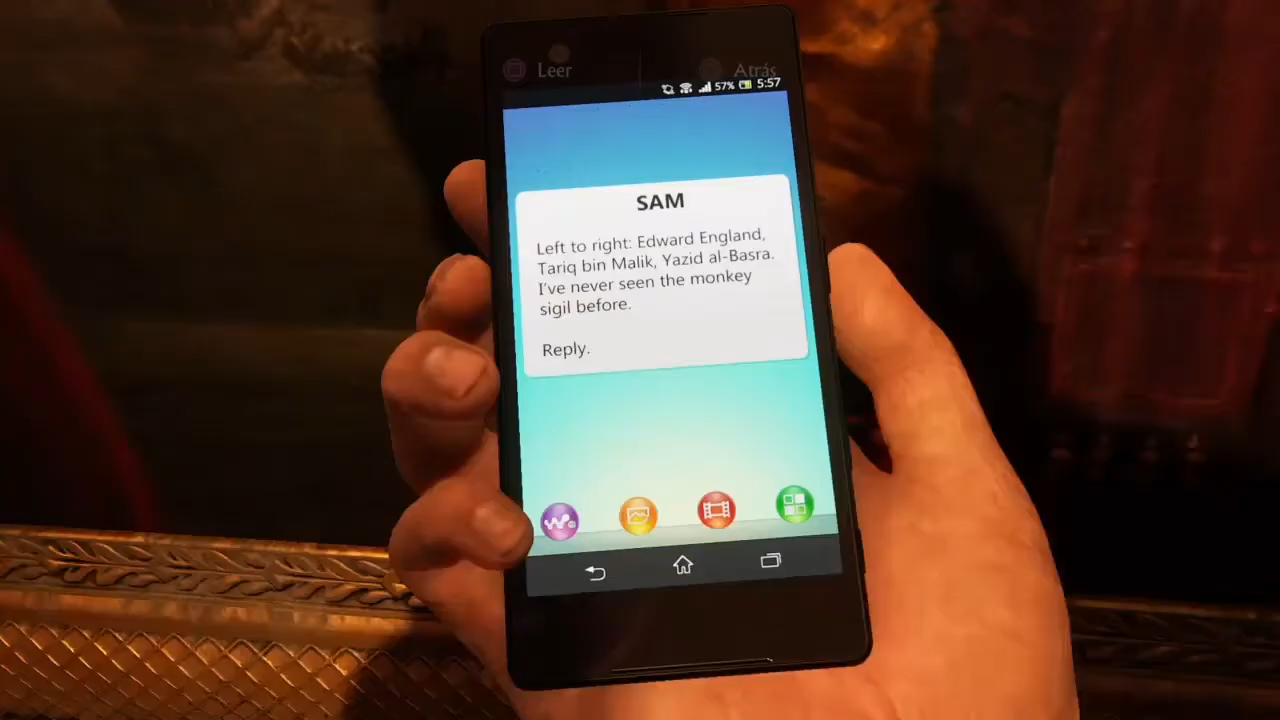 Leer
Atrás
57% 5:57
SAM
Left to right: Edward England,
Tariq bin Malik, Yazid al-Basra.
I've never seen the monkey
sigil before.
Reply.